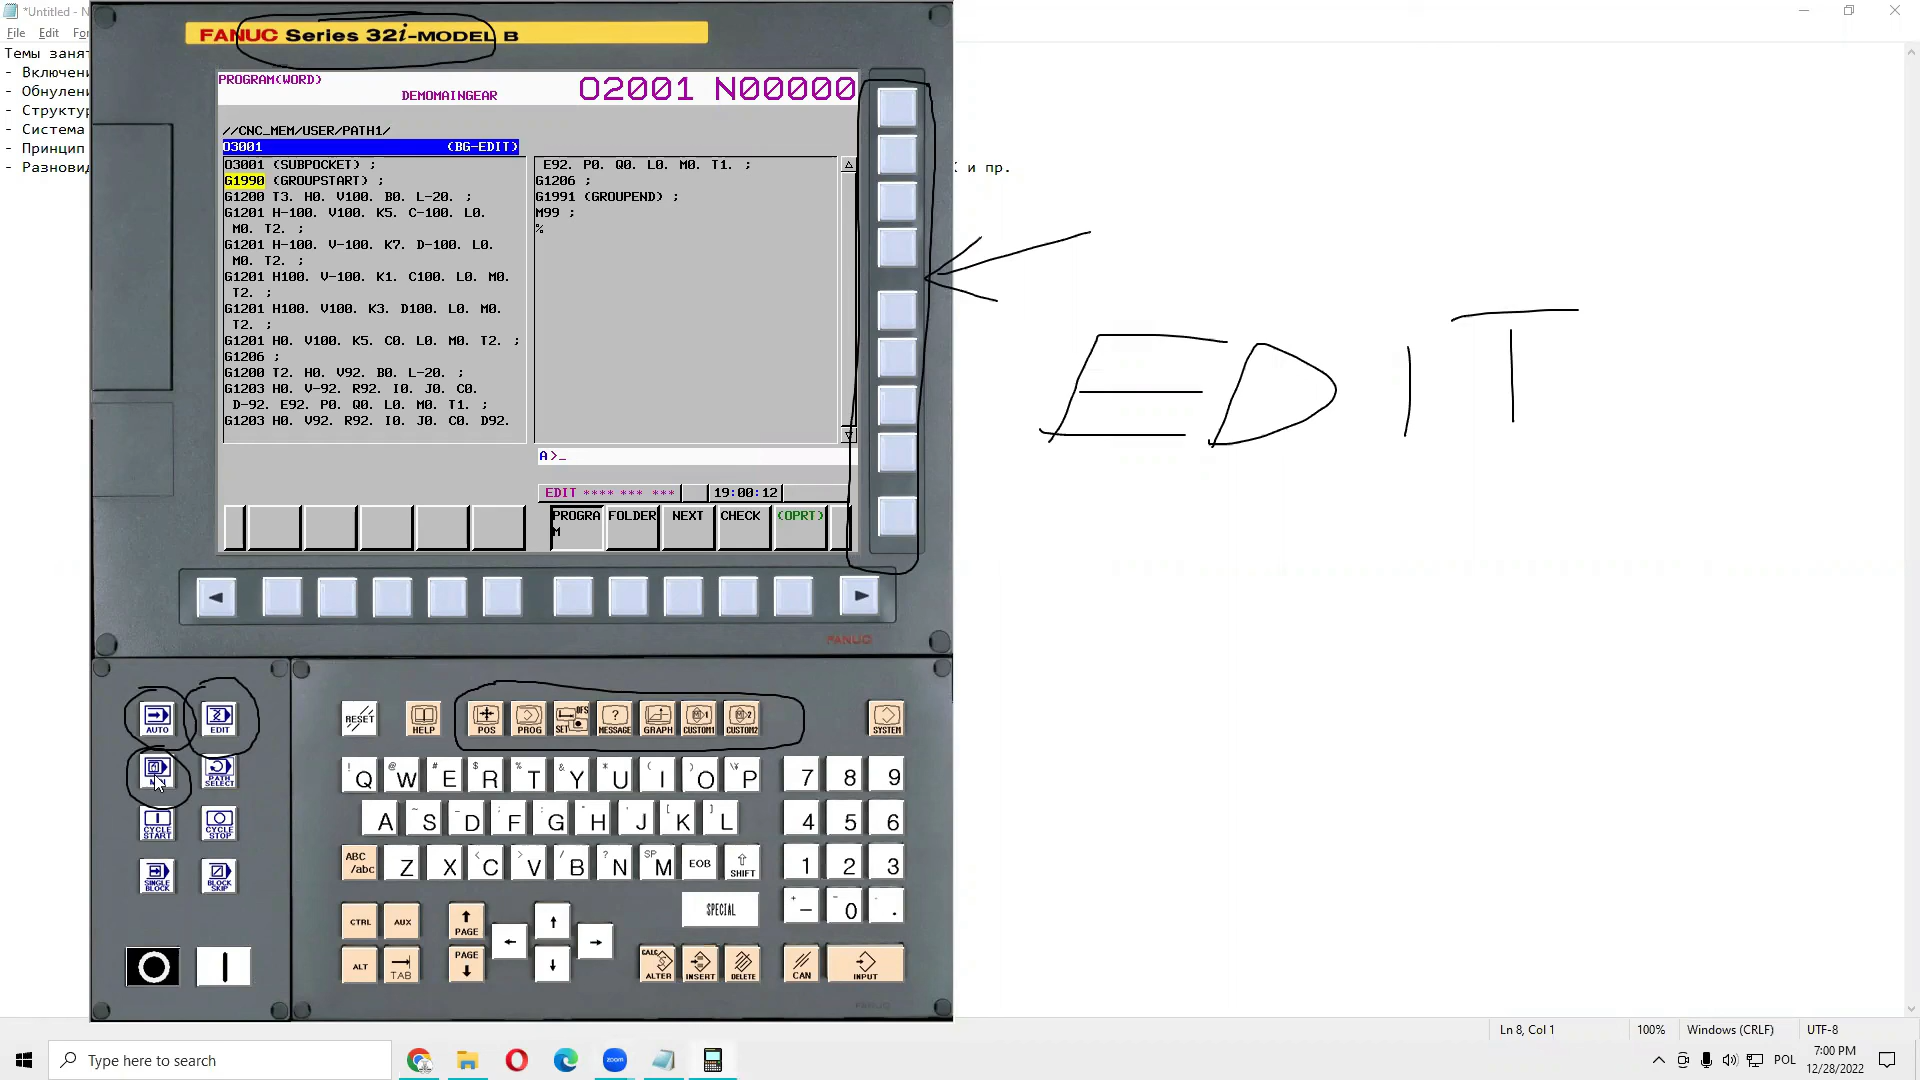 *Untitled - N
File Edit For
Темы занят
- Включени
- Обнулени
- Структур
- Система
- Принцип
- Разновид
и пр.
FANUC Series 32i-MODEL B
PROGRAM(WORD)
DEMOMAINGEAR
O2001 N00000
//CNC_MEM/USER/PATH1/
O3001 (BG-EDIT)
O3001 (SUBPOCKET) ;
G1990 (GROUPSTART) ;
G1200 T3. H0. V100. B0. L-20. ;
G1201 H-100. V100. K5. C-100. L0.
M0. T2. ;
G1201 H-100. V-100. K7. D-100. L0.
M0. T2. ;
G1201 H100. V-100. K1. C100. L0. M0.
T2. ;
G1201 H100. V100. K3. D100. L0. M0.
T2. ;
G1201 H0. V100. K5. C0. L0. M0. T2. ;
G1206 ;
G1200 T2. H0. V92. B0. L-20. ;
G1203 H0. V-92. R92. I0. J0. C0.
D-92. E92. P0. Q0. L0. M0. T1. ;
G1203 H0. V92. R92. I0. J0. C0. D92.
E92. P0. Q0. L0. M0. T1. ;
G1206 ;
G1991 (GROUPEND) ;
M99 ;
%
A>_
EDIT **** *** *** 19:00:12
PROGRA
M FOLDER NEXT CHECK (OPRT)
EDIT
FANUC
AUTO EDIT
PATH SELECT
CYCLE START CYCLE STOP
SINGLE BLOCK BLOCK SKIP
RESET HELP POS PROG OFS SET MESSAGE GRAPH CUSTOM1 CUSTOM2 SYSTEM
! Q @ W # E $ R % T & Y * U ( I ) O \ ¥ P 7 8 9
A ~ S _ D ; F : G " H ' J [ K ] L 4 5 6
ABC /abc Z X < C > V / B ? N SP M EOB SHIFT 1 2 3
SPECIAL + - = 0 .
CTRL AUX PAGE
ALT TAB PAGE CALC ALTER INSERT DELETE CAN INPUT
Ln 8, Col 1 100% Windows (CRLF) UTF-8
Type here to search
zoom
POL
7:00 PM
12/28/2022